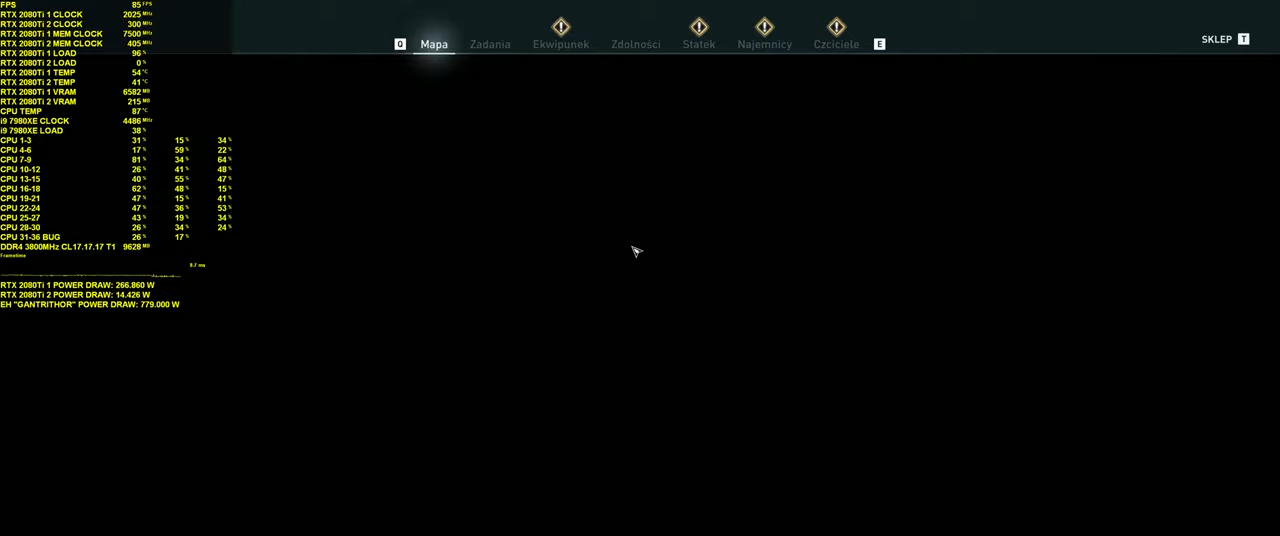 FPS 85 FPS
RTX 2080Ti 1 CLOCK 2025 MHz
RTX 2080Ti 2 CLOCK 300 MHz
RTX 2080Ti 1 MEM CLOCK 7500 MHz
RTX 2080Ti 2 MEM CLOCK 405 MHz
RTX 2080Ti 1 LOAD 96 %
RTX 2080Ti 2 LOAD 0 %
RTX 2080Ti 1 TEMP 54 °C
RTX 2080Ti 2 TEMP 41 °C
RTX 2080Ti 1 VRAM 6582 MB
RTX 2080Ti 2 VRAM 215 MB
CPU TEMP 87 °C
i9 7980XE CLOCK 4486 MHz
i9 7980XE LOAD 38 %
CPU 1-3 31 % 15 % 34 %
CPU 4-6 17 % 59 % 22 %
CPU 7-9 81 % 34 % 64 %
CPU 10-12 26 % 41 % 48 %
CPU 13-15 40 % 55 % 47 %
CPU 16-18 62 % 48 % 15 %
CPU 19-21 47 % 15 % 41 %
CPU 22-24 47 % 36 % 53 %
CPU 25-27 43 % 19 % 34 %
CPU 28-30 26 % 34 % 24 %
CPU 31-36 BUG 26 % 17 %
DDR4 3800MHz CL17.17.17 T1 9628 MB
Frametime
8.7 ms
RTX 2080Ti 1 POWER DRAW: 266.860 W
RTX 2080Ti 2 POWER DRAW: 14.426 W
EH "GANTRITHOR" POWER DRAW: 779.000 W
Q Mapa Zadania Ekwipunek Zdolności Statek Najemnicy Czciciele E
SKLEP T